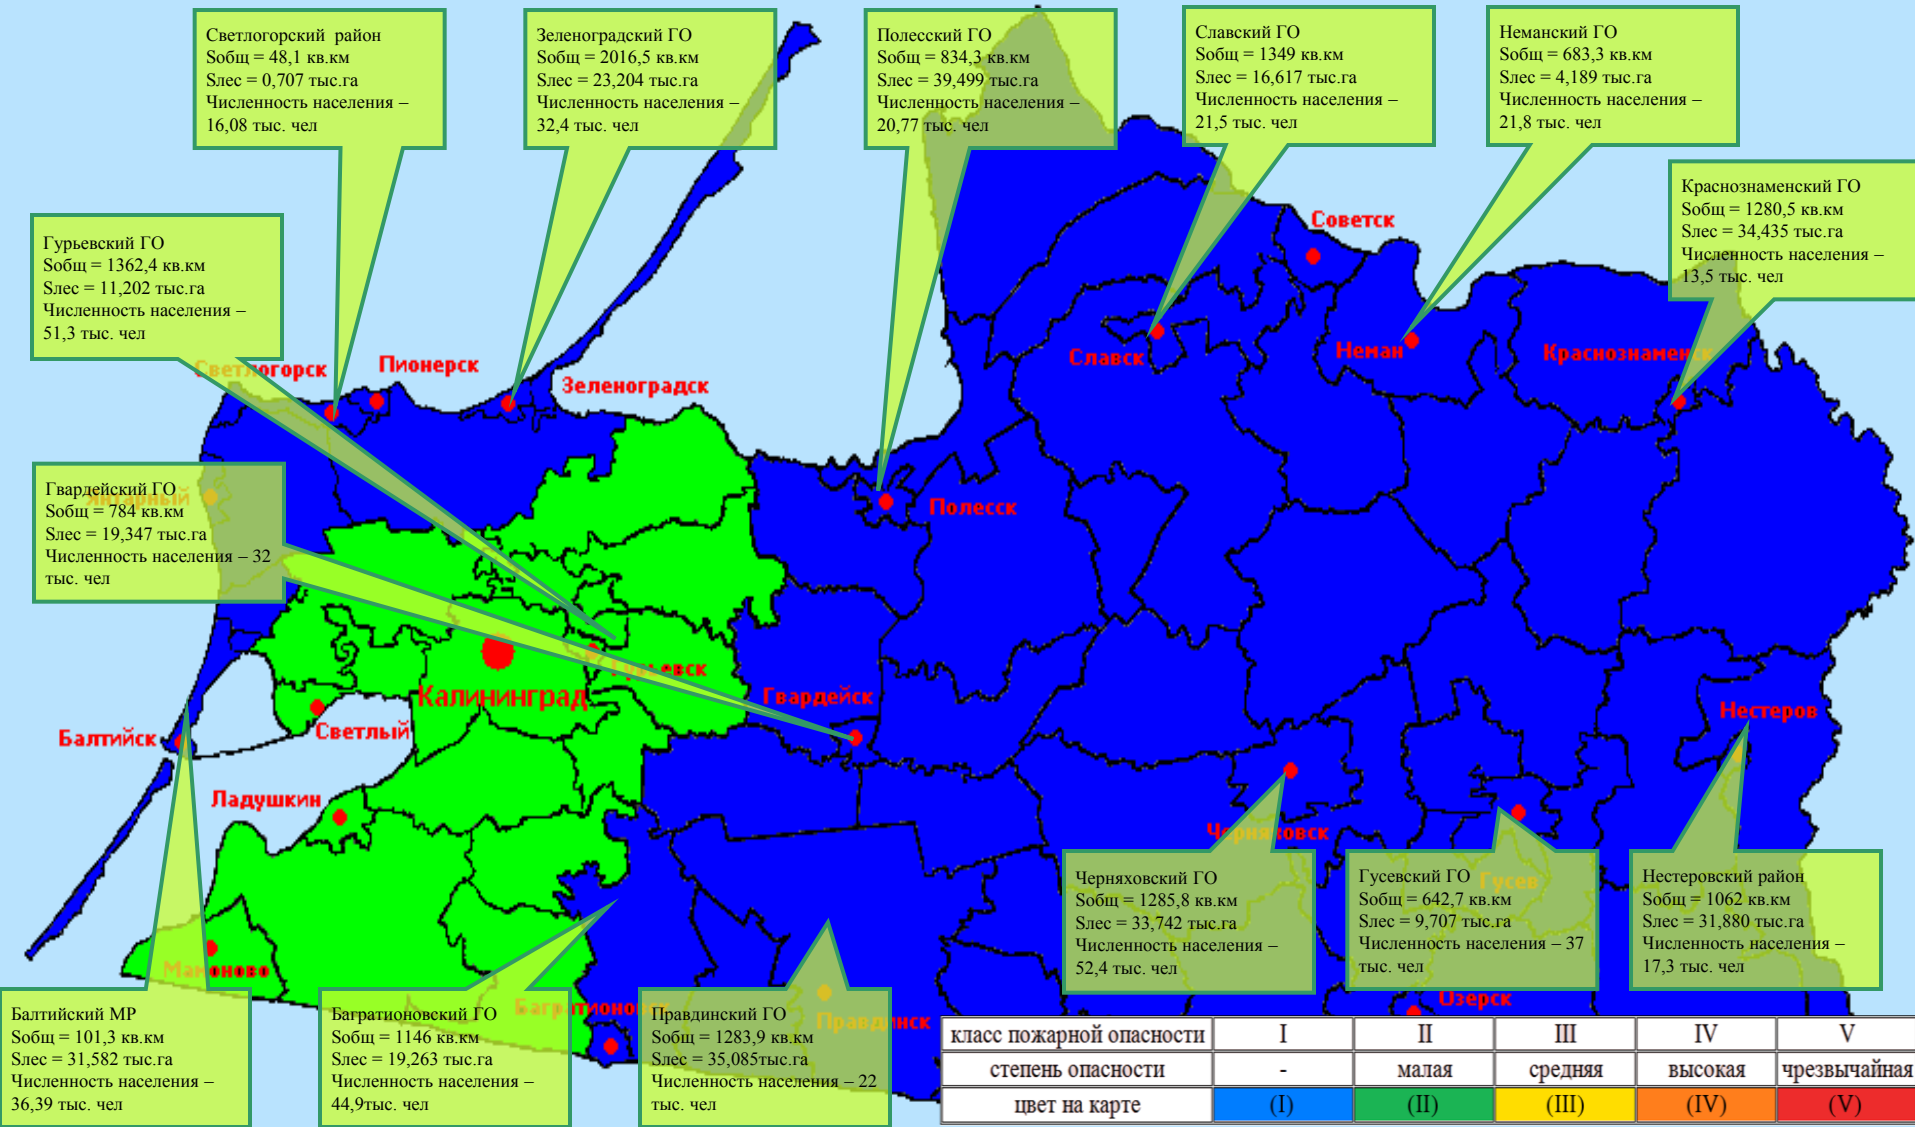 Светлогорский район
Sобщ = 48,1 кв.км
Sлес = 0,707 тыс.га
Численность населения –
16,08 тыс. чел
Зеленоградский ГО
Sобщ = 2016,5 кв.км
Sлес = 23,204 тыс.га
Численность населения –
32,4 тыс. чел
Полесский ГО
Sобщ = 834,3 кв.км
Sлес = 39,499 тыс.га
Численность населения –
20,77 тыс. чел
Славский ГО
Sобщ = 1349 кв.км
Sлес = 16,617 тыс.га
Численность населения –
21,5 тыс. чел
Неманский ГО
Sобщ = 683,3 кв.км
Sлес = 4,189 тыс.га
Численность населения –
21,8 тыс. чел
Краснознаменский ГО
Sобщ = 1280,5 кв.км
Sлес = 34,435 тыс.га
Численность населения –
13,5 тыс. чел
Гурьевский ГО
Sобщ = 1362,4 кв.км
Sлес = 11,202 тыс.га
Численность населения –
51,3 тыс. чел
Советск
Светлогорск
Пионерск
Зеленоградск
Славск
Неман
Краснознаменск
Гвардейский ГО
Sобщ = 784 кв.км
Sлес = 19,347 тыс.га
Численность населения – 32
тыс. чел
Янтарный
Полесск
Гурьевск
Калининград
Гвардейск
Нестеров
Балтийск
Светлый
Ладушкин
Черняховск
Гусев
Мамоново
Багратионовск
Правдинск
Озерск
Черняховский ГО
Sобщ = 1285,8 кв.км
Sлес = 33,742 тыс.га
Численность населения –
52,4 тыс. чел
Гусевский ГО
Sобщ = 642,7 кв.км
Sлес = 9,707 тыс.га
Численность населения – 37
тыс. чел
Нестеровский район
Sобщ = 1062 кв.км
Sлес = 31,880 тыс.га
Численность населения –
17,3 тыс. чел
Балтийский МР
Sобщ = 101,3 кв.км
Sлес = 31,582 тыс.га
Численность населения –
36,39 тыс. чел
Багратионовский ГО
Sобщ = 1146 кв.км
Sлес = 19,263 тыс.га
Численность населения –
44,9тыс. чел
Правдинский ГО
Sобщ = 1283,9 кв.км
Sлес = 35,085тыс.га
Численность населения – 22
тыс. чел
класс пожарной опасности I II III IV V
степень опасности - малая средняя высокая чрезвычайная
цвет на карте (I) (II) (III) (IV) (V)